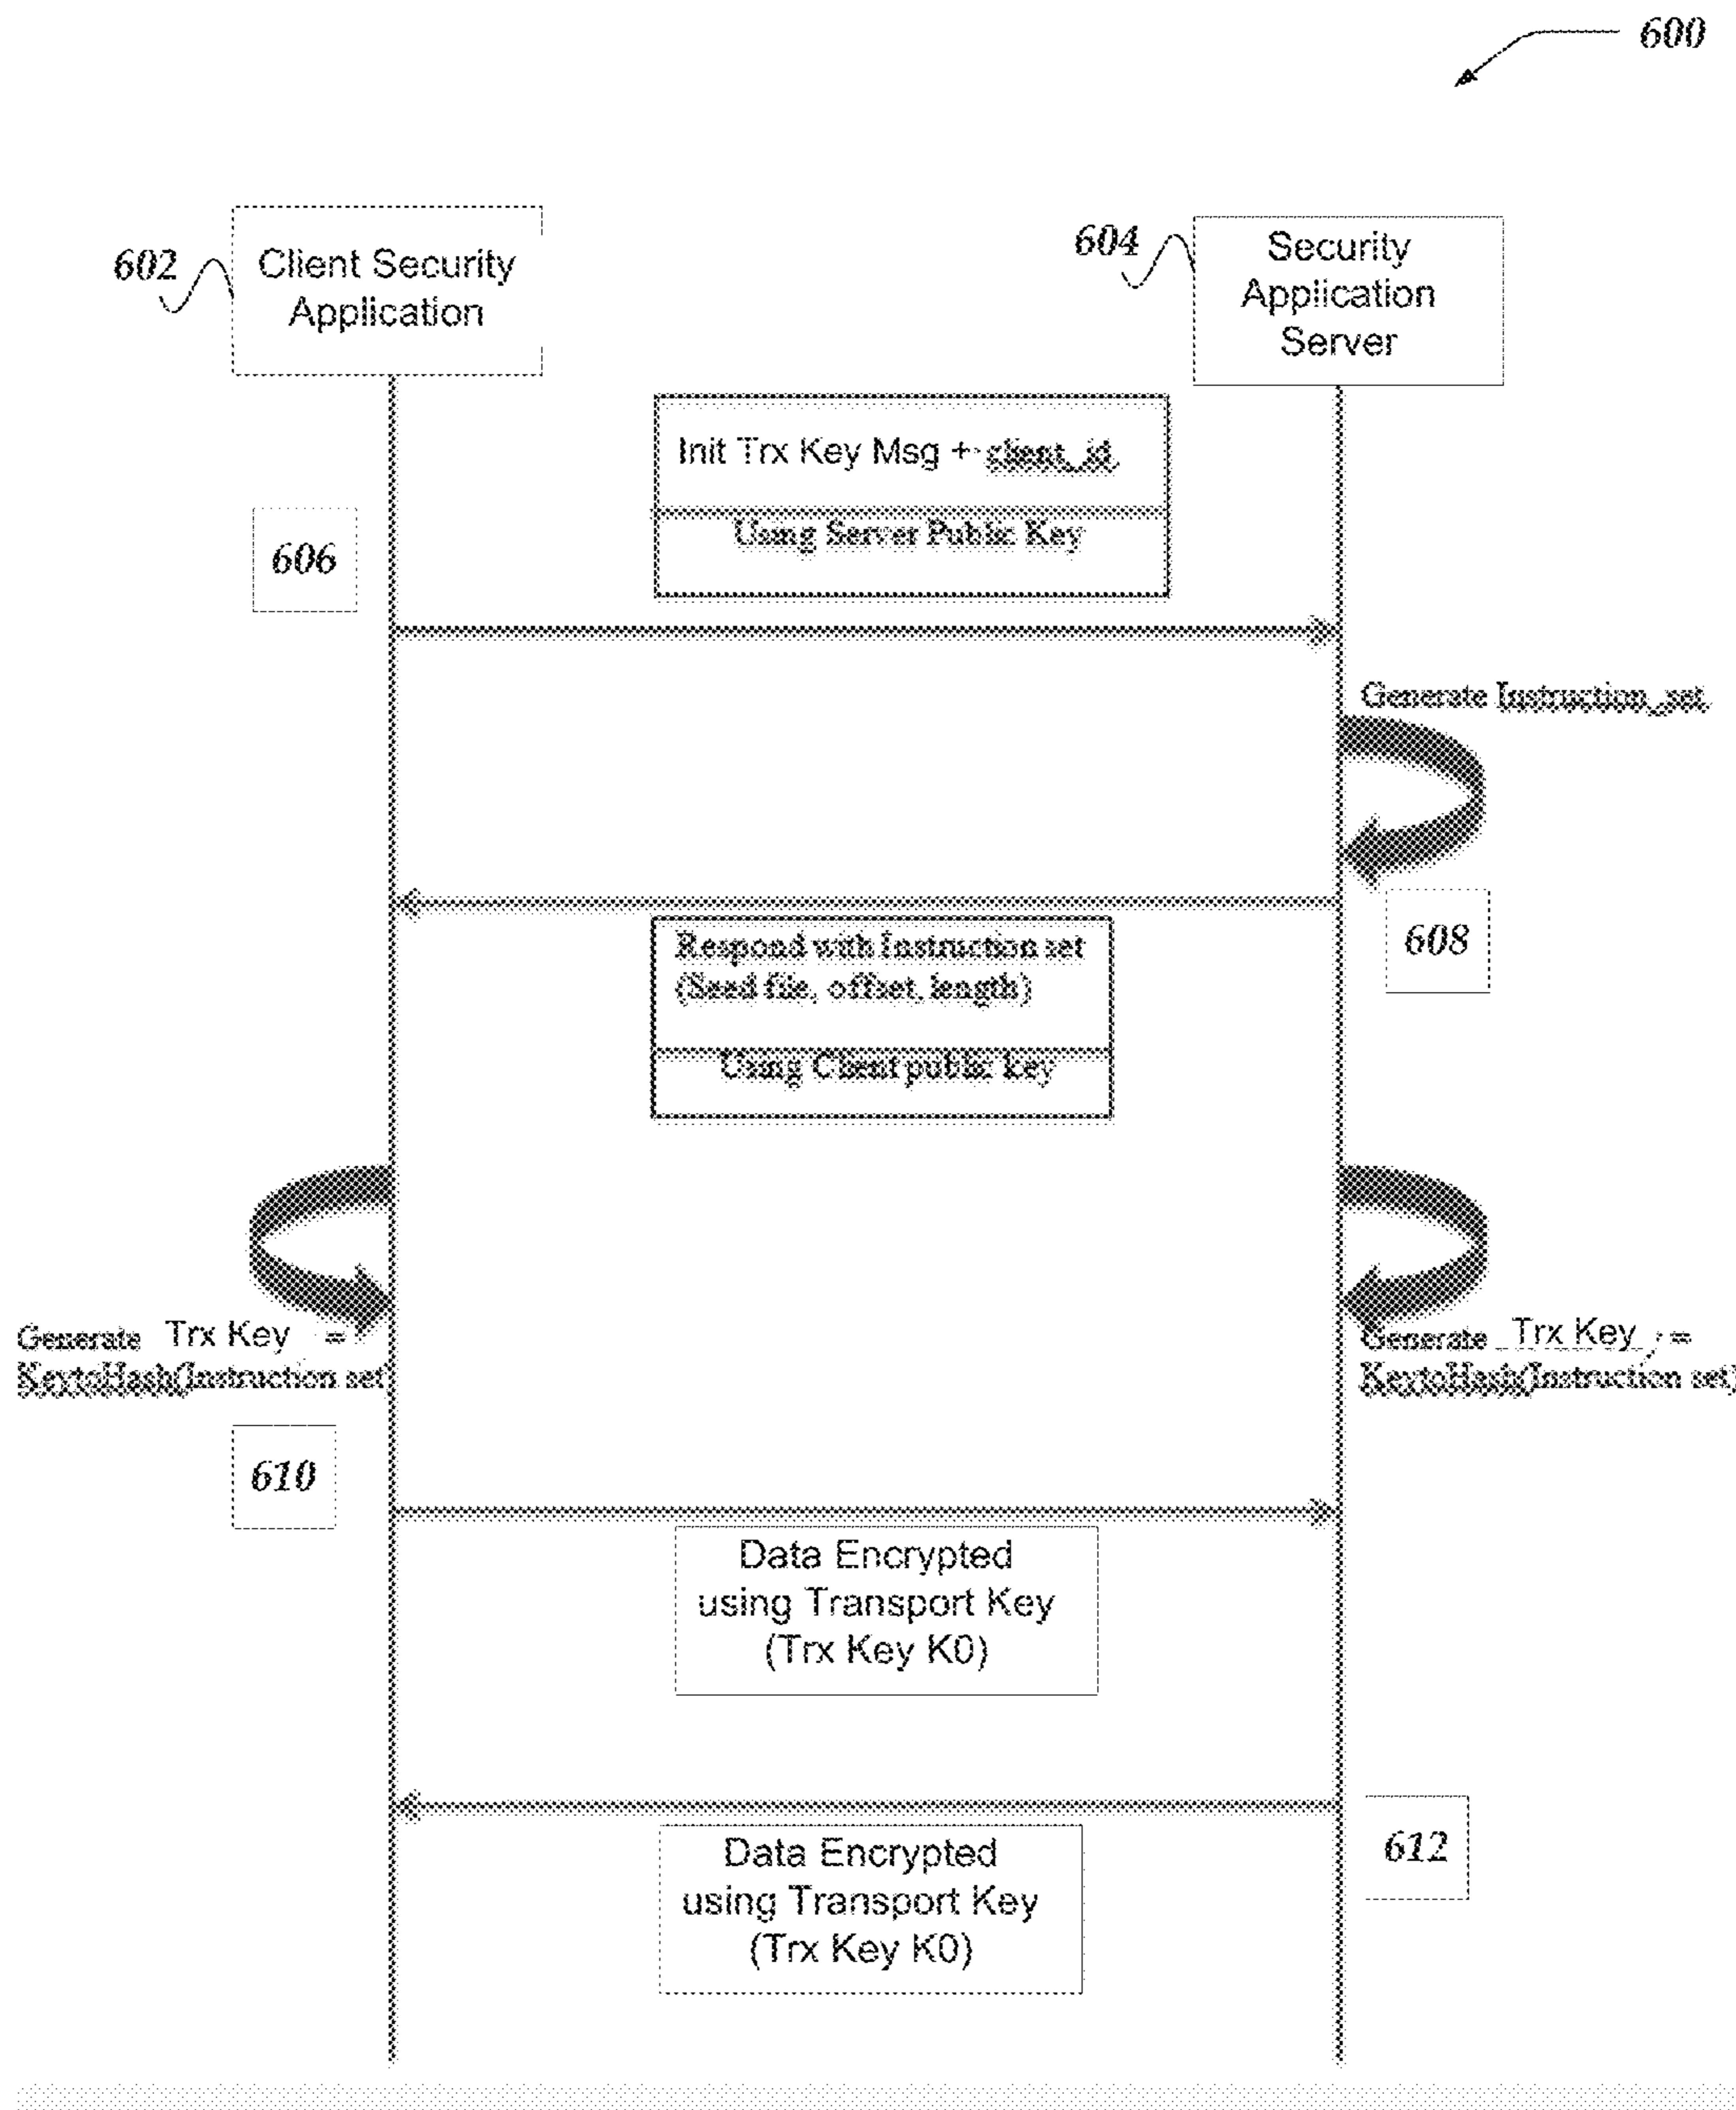 600
602
Client Security
Application
604
Security
Application
Server
Init Trx Key Msg + client_id
Using Server Public Key
606
Generate Instruction_set
Respond with Instruction set
(Seed file, offset, length)
Using Client public key
608
Generate Trx Key =
KeytoHash(Instruction set)
Generate Trx Key =
KeytoHash(Instruction set)
610
Data Encrypted
using Transport Key
(Trx Key K0)
Data Encrypted
using Transport Key
(Trx Key K0)
612